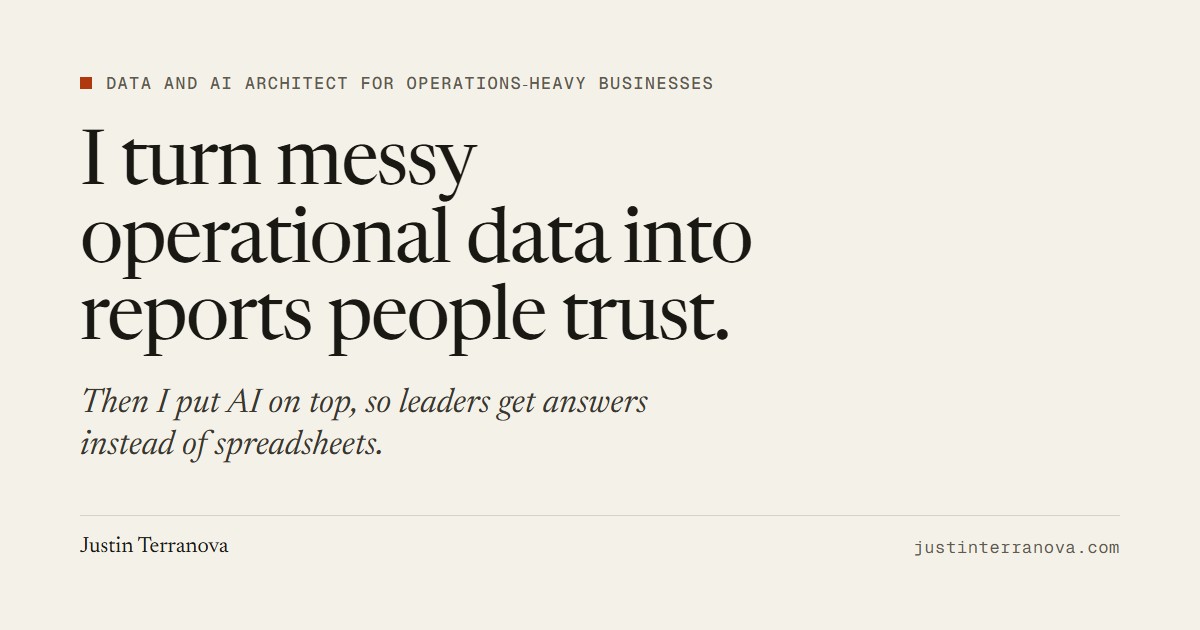 DATA AND AI ARCHITECT FOR OPERATIONS-HEAVY BUSINESSES
I turn messy
operational data into
reports people trust.
Then I put AI on top, so leaders get answers
instead of spreadsheets.
Justin Terranova
justinterranova.com